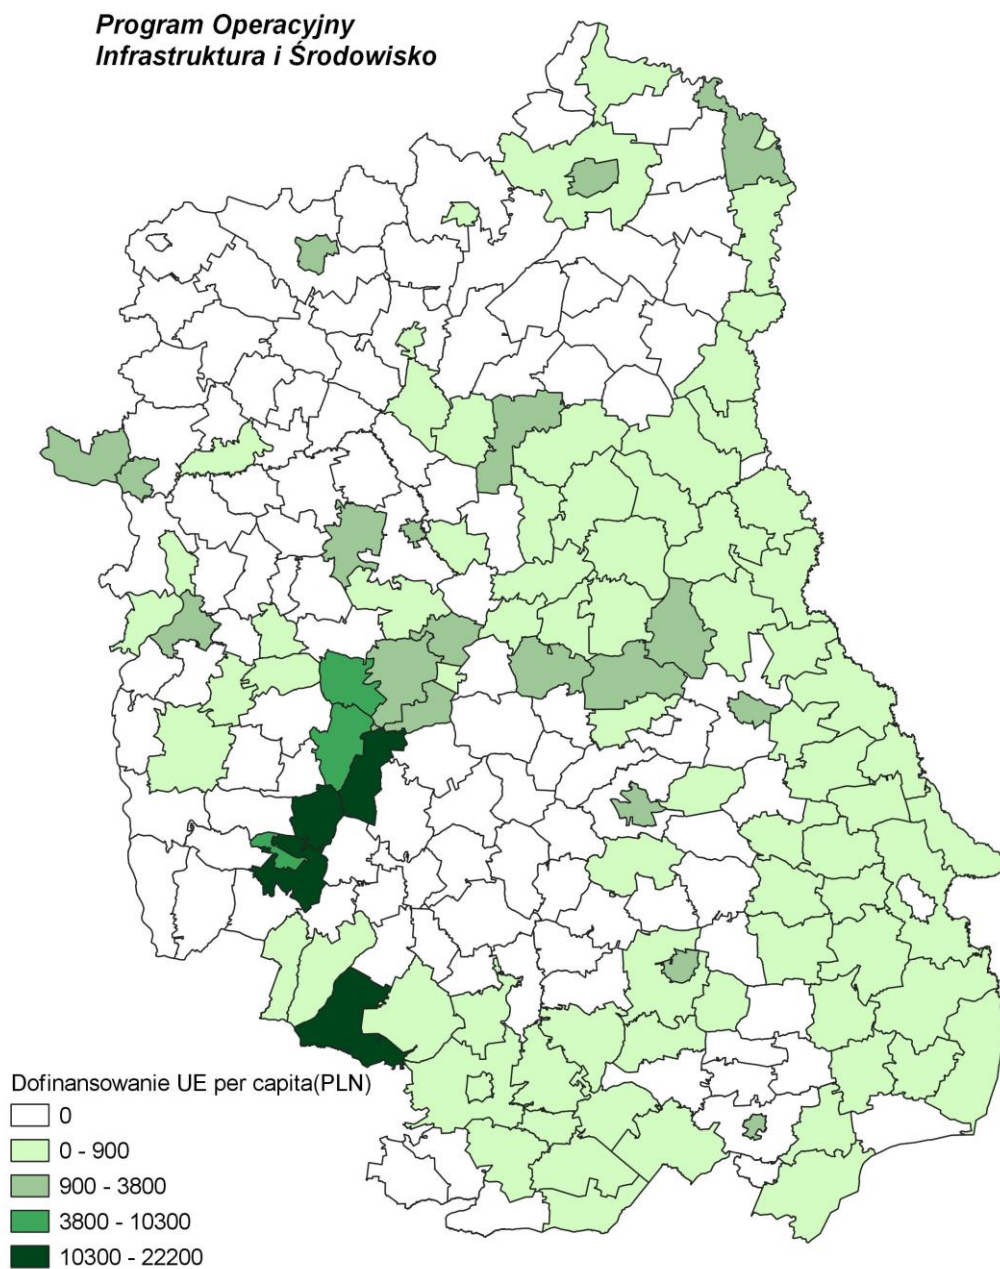 Program Operacyjny
Infrastruktura i Środowisko
Dofinansowanie UE per capita(PLN)
0
0 - 900
900 - 3800
3800 - 10300
10300 - 22200